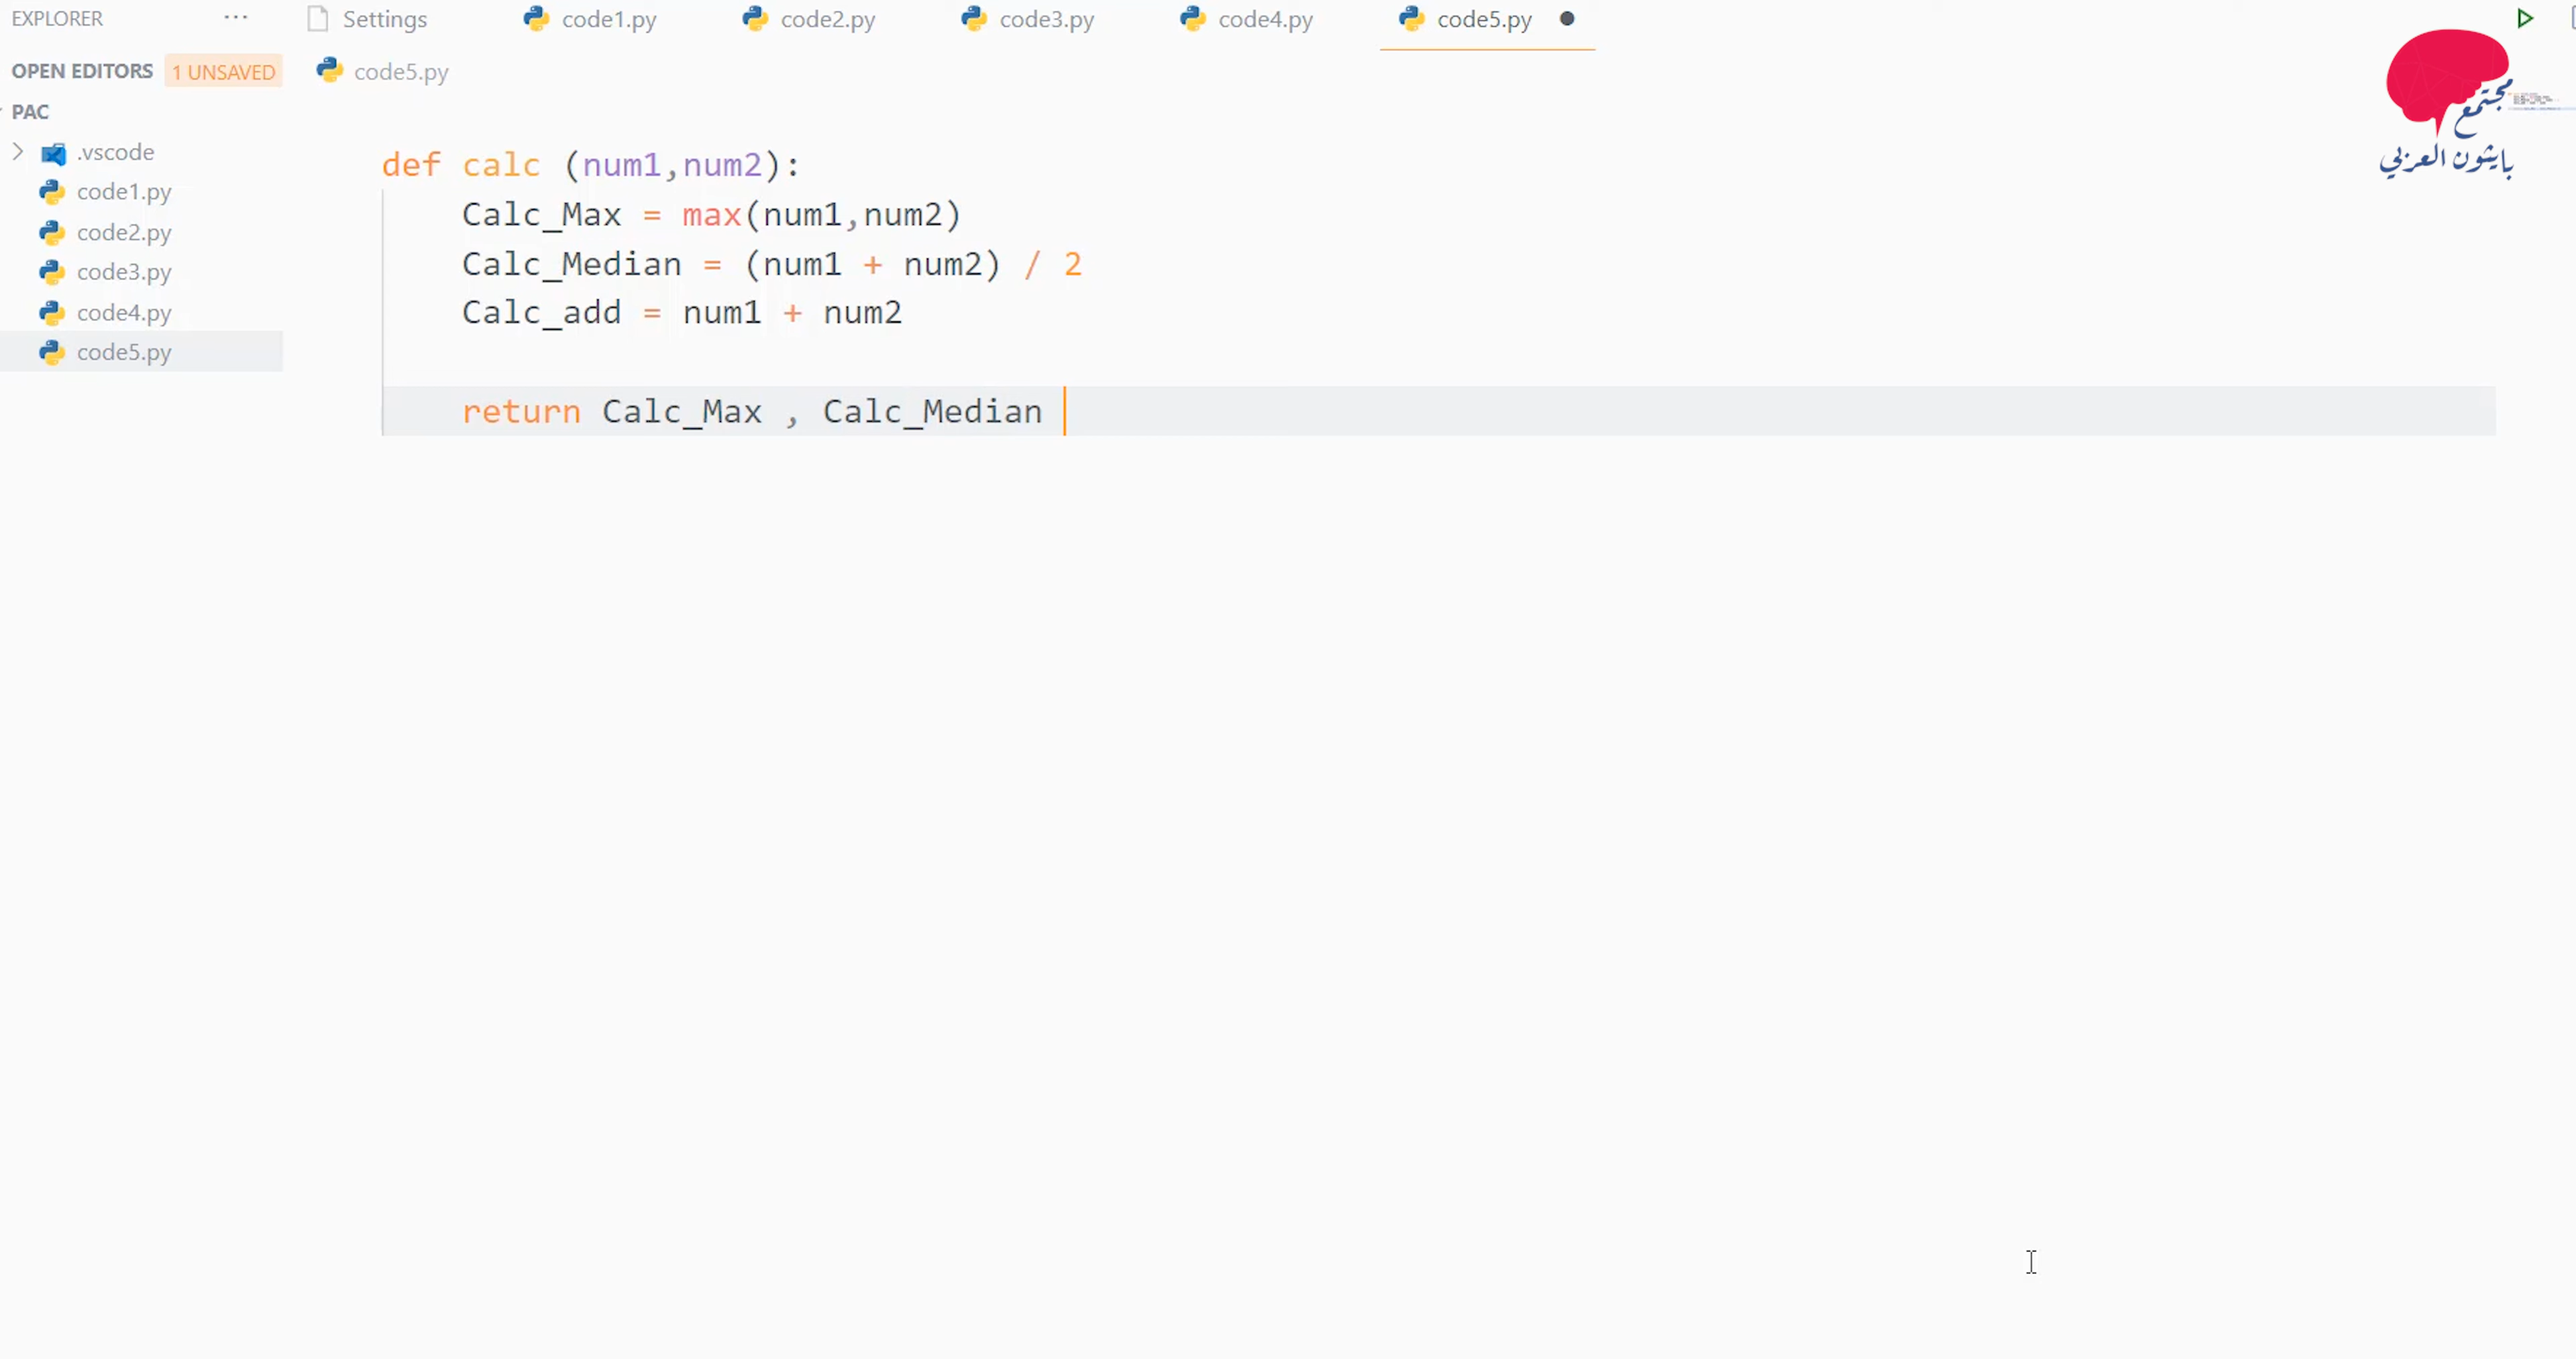 EXPLORER ··· Settings code1.py code2.py code3.py code4.py code5.py
OPEN EDITORS 1 UNSAVED code5.py
PAC
.vscode
code1.py
code2.py
code3.py
code4.py
code5.py
def calc (num1,num2):
    Calc_Max = max(num1,num2)
    Calc_Median = (num1 + num2) / 2
    Calc_add = num1 + num2
    return Calc_Max , Calc_Median
مجتمع
بايثون العربي